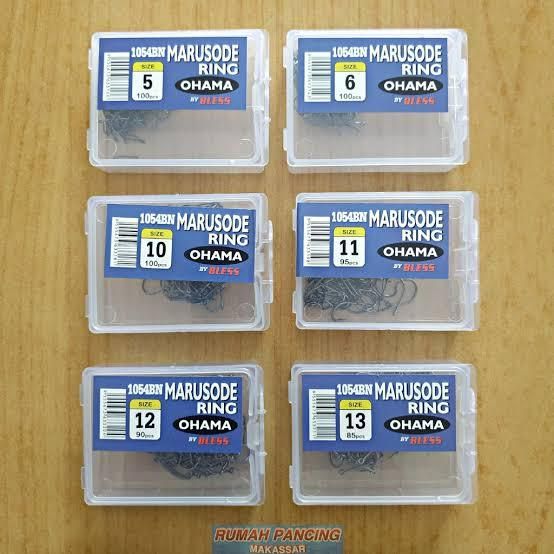 1054BN MARUSODE
RING
SIZE
5
100pcs
OHAMA
BY BLESS
1054BN MARUSODE
RING
SIZE
6
100pcs
OHAMA
BY BLESS
1054BN MARUSODE
RING
SIZE
10
100pcs
OHAMA
BY BLESS
1054BN MARUSODE
RING
SIZE
11
95pcs
OHAMA
BY BLESS
1054BN MARUSODE
RING
SIZE
12
90pcs
OHAMA
BY BLESS
1054BN MARUSODE
RING
SIZE
13
85pcs
OHAMA
BY BLESS
RUMAH PANCING
MAKASSAR